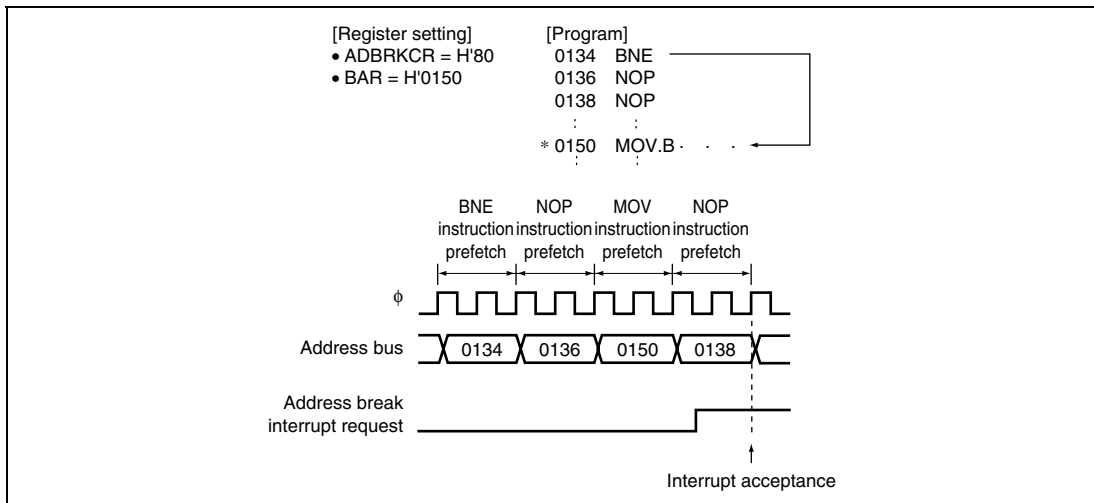 [Register setting]
• ADBRKCR = H'80
• BAR = H'0150
[Program]
0134 BNE
0136 NOP
0138 NOP
: :
* 0150 MOV.B . . .
: :
BNE instruction prefetch
NOP instruction prefetch
MOV instruction prefetch
NOP instruction prefetch
φ
Address bus
0134 0136 0150 0138
Address break
interrupt request
Interrupt acceptance